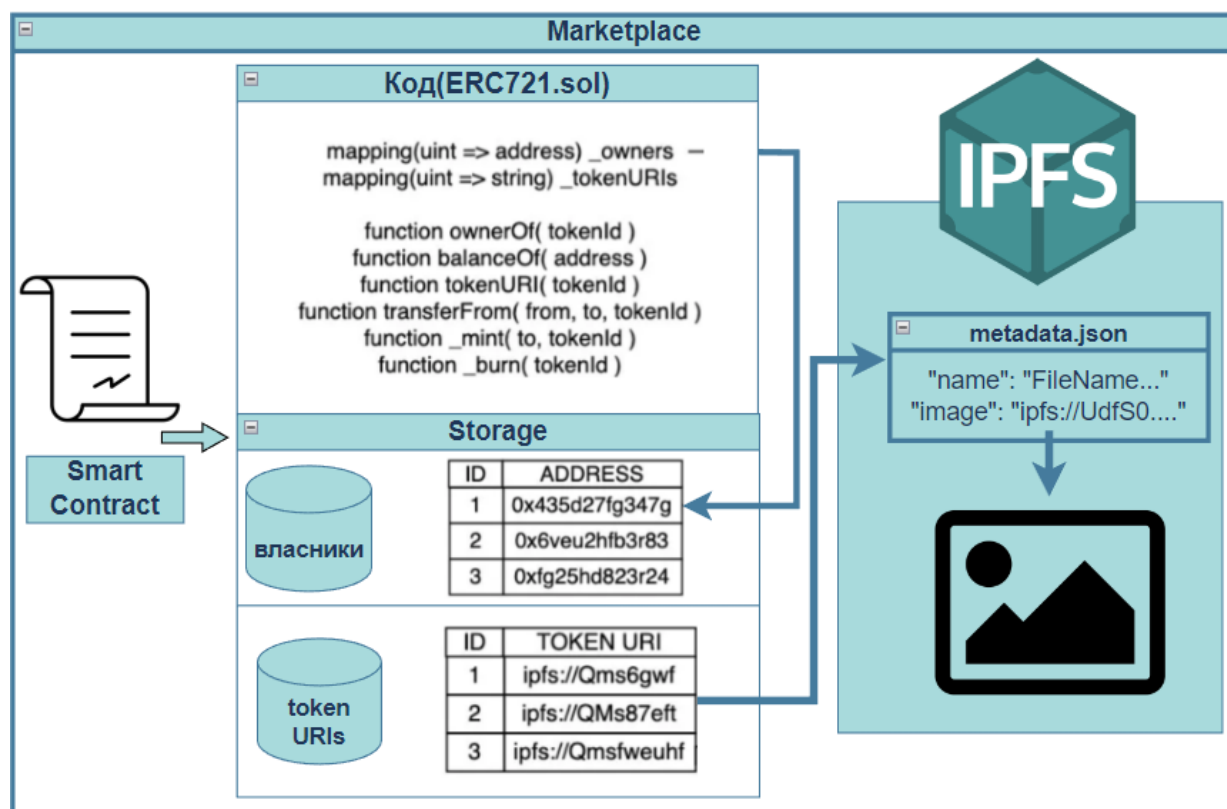 Marketplace
Код(ERC721.sol)
mapping(uint => address) _owners
mapping(uint => string) _tokenURIs
function ownerOf( tokenId )
function balanceOf( address )
function tokenURI( tokenId )
function transferFrom( from, to, tokenId )
function _mint( to, tokenId )
function _burn( tokenId )
Smart
Contract
Storage
власники
ID ADDRESS
1 0x435d27fg347g
2 0x6veu2hfb3r83
3 0xfg25hd823r24
token
URIs
ID TOKEN URI
1 ipfs://Qms6gwf
2 ipfs://QMs87eft
3 ipfs://Qmsfweuhf
IPFS
metadata.json
"name": "FileName..."
"image": "ipfs://UdfS0...."